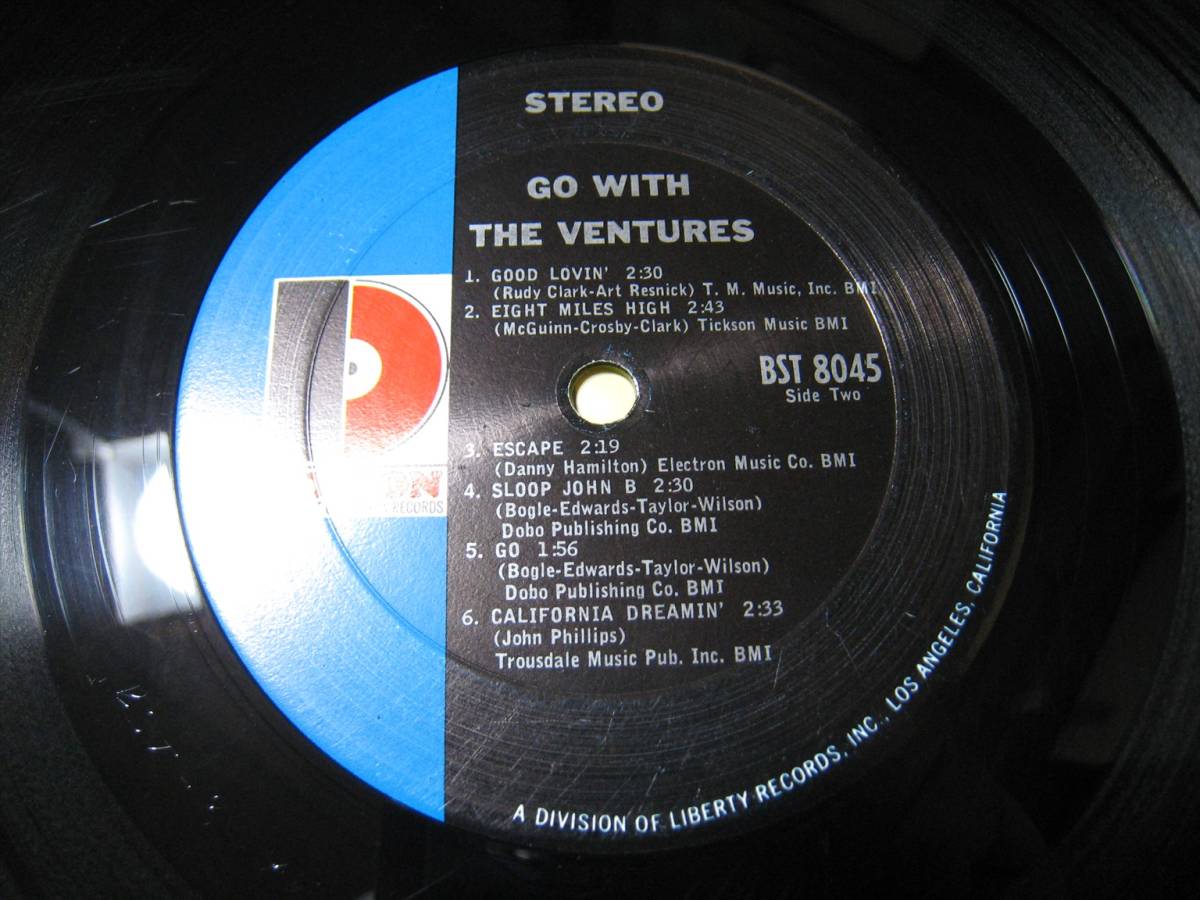 STEREO
GO WITH
THE VENTURES
1. GOOD LOVIN' 2:30
(Rudy Clark-Art Resnick) T. M. Music, Inc. BMI
2. EIGHT MILES HIGH 2:43
(McGuinn-Crosby-Clark) Tickson Music BMI
BST 8045
Side Two
3. ESCAPE 2:19
(Danny Hamilton) Electron Music Co. BMI
4. SLOOP JOHN B 2:30
(Bogle-Edwards-Taylor-Wilson)
Dobo Publishing Co. BMI
5. GO 1:56
(Bogle-Edwards-Taylor-Wilson)
Dobo Publishing Co. BMI
6. CALIFORNIA DREAMIN' 2:33
(John Phillips)
Trousdale Music Pub. Inc. BMI
RECORDS
A DIVISION OF LIBERTY RECORDS, INC., LOS ANGELES, CALIFORNIA